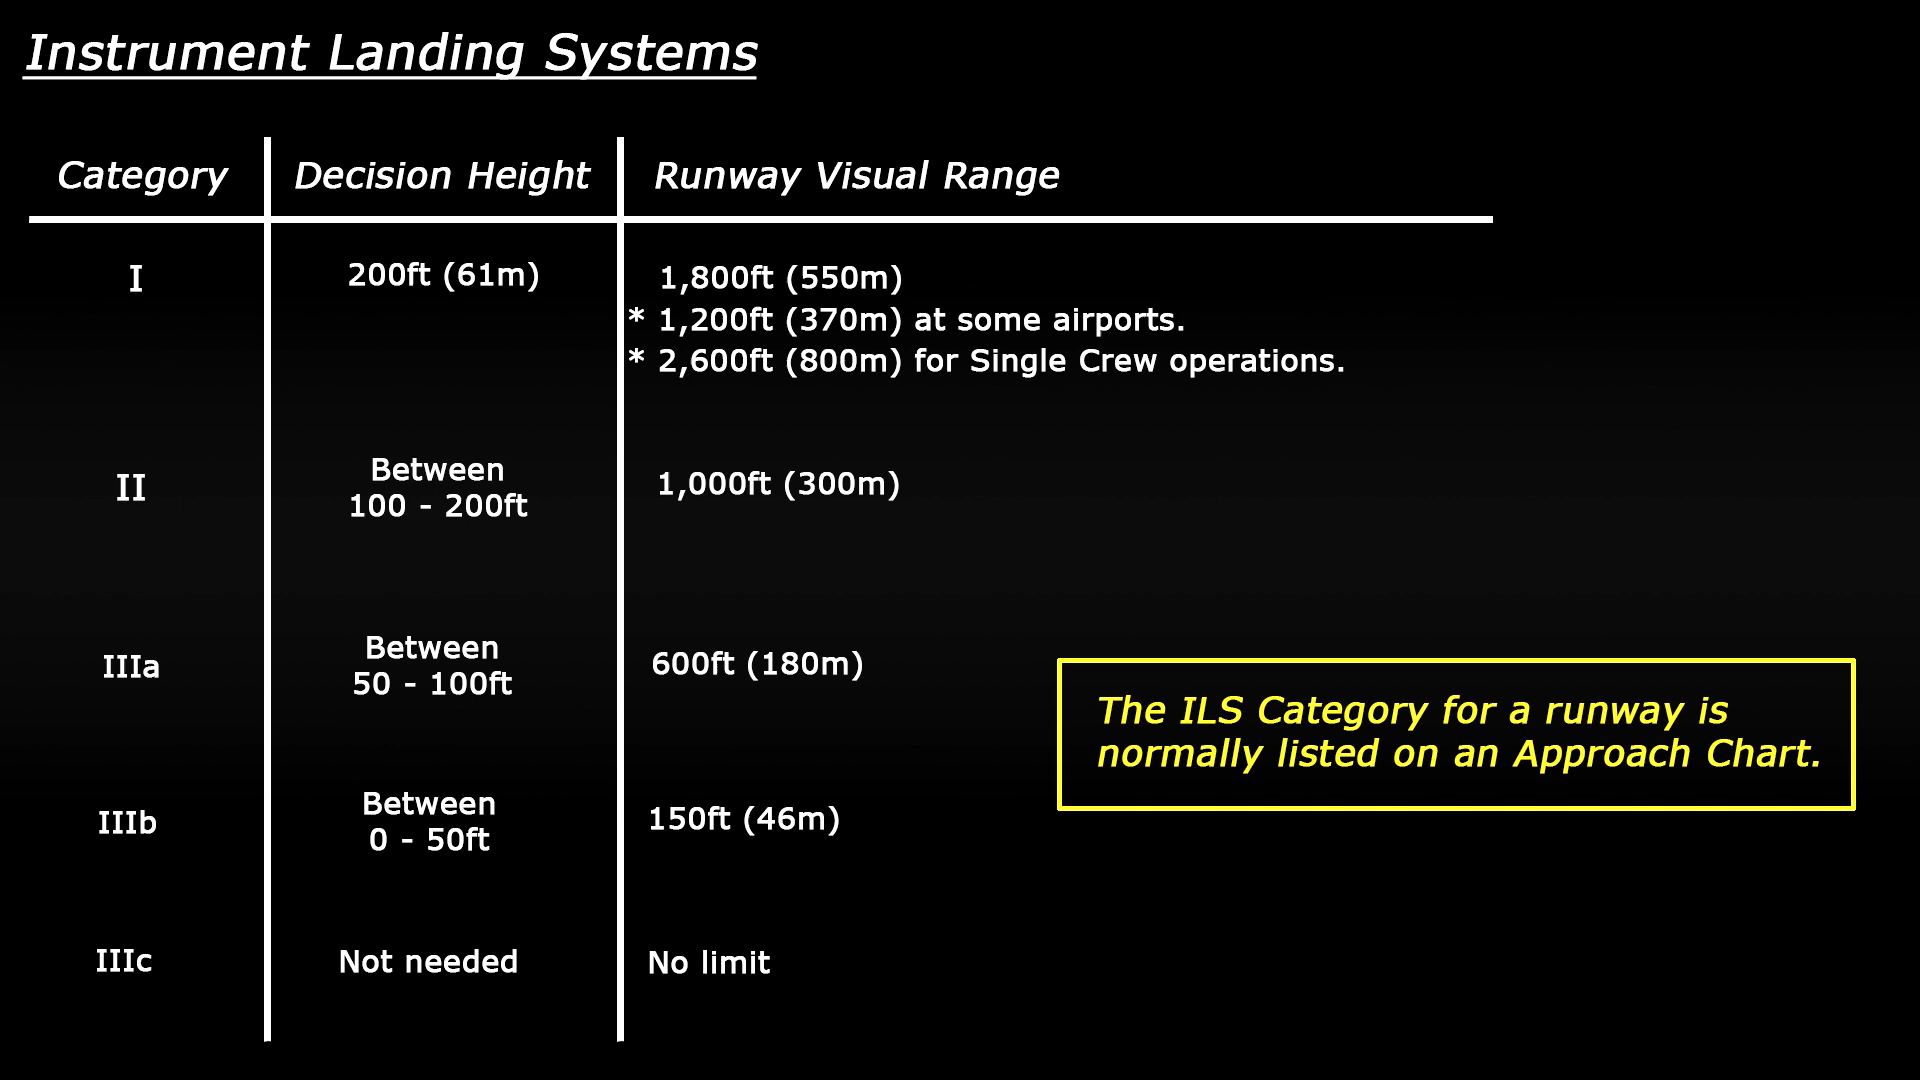 Instrument Landing Systems
Category Decision Height Runway Visual Range
I 200ft (61m) 1,800ft (550m)
* 1,200ft (370m) at some airports.
* 2,600ft (800m) for Single Crew operations.
II Between
100 - 200ft 1,000ft (300m)
IIIa Between
50 - 100ft 600ft (180m)
The ILS Category for a runway is
normally listed on an Approach Chart.
IIIb Between
0 - 50ft 150ft (46m)
IIIc Not needed No limit